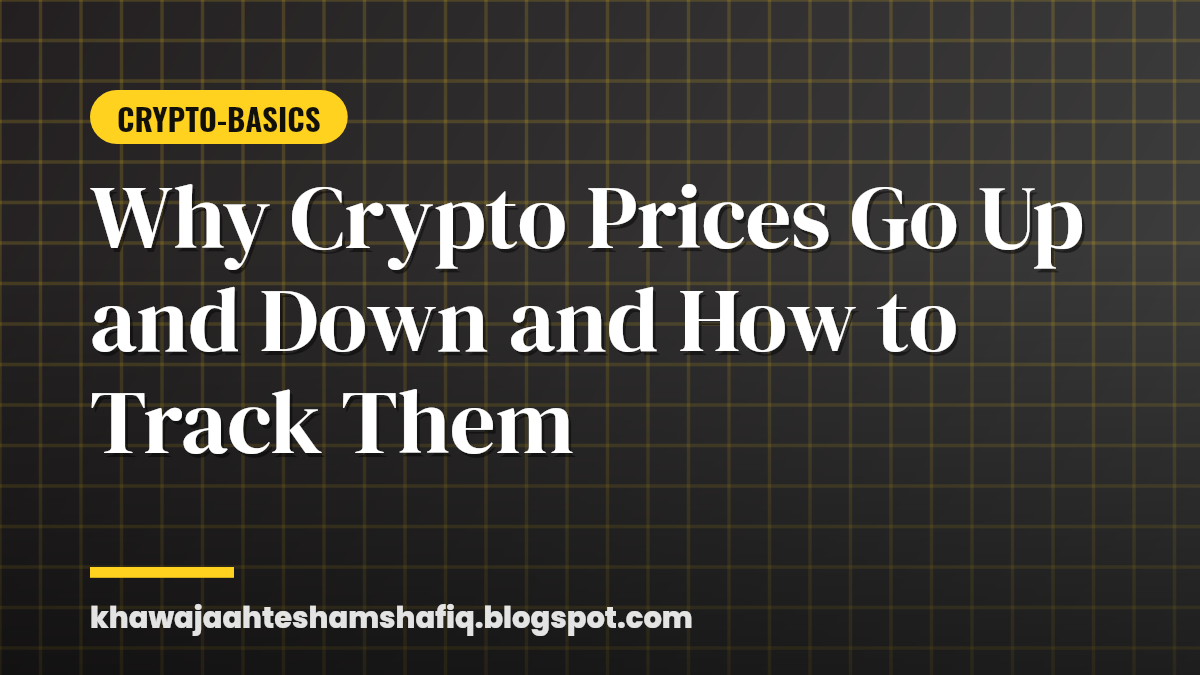 CRYPTO-BASICS
Why Crypto Prices Go Up
and Down and How to
Track Them
khawajaahteshamshafiq.blogspot.com